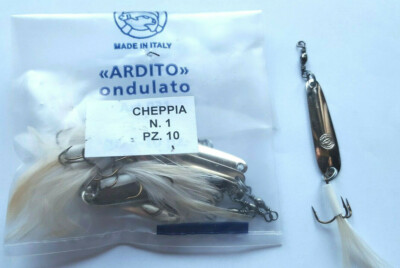 MADE IN ITALY
«ARDITO»
ondulato
CHEPPIA
N. 1
PZ. 10